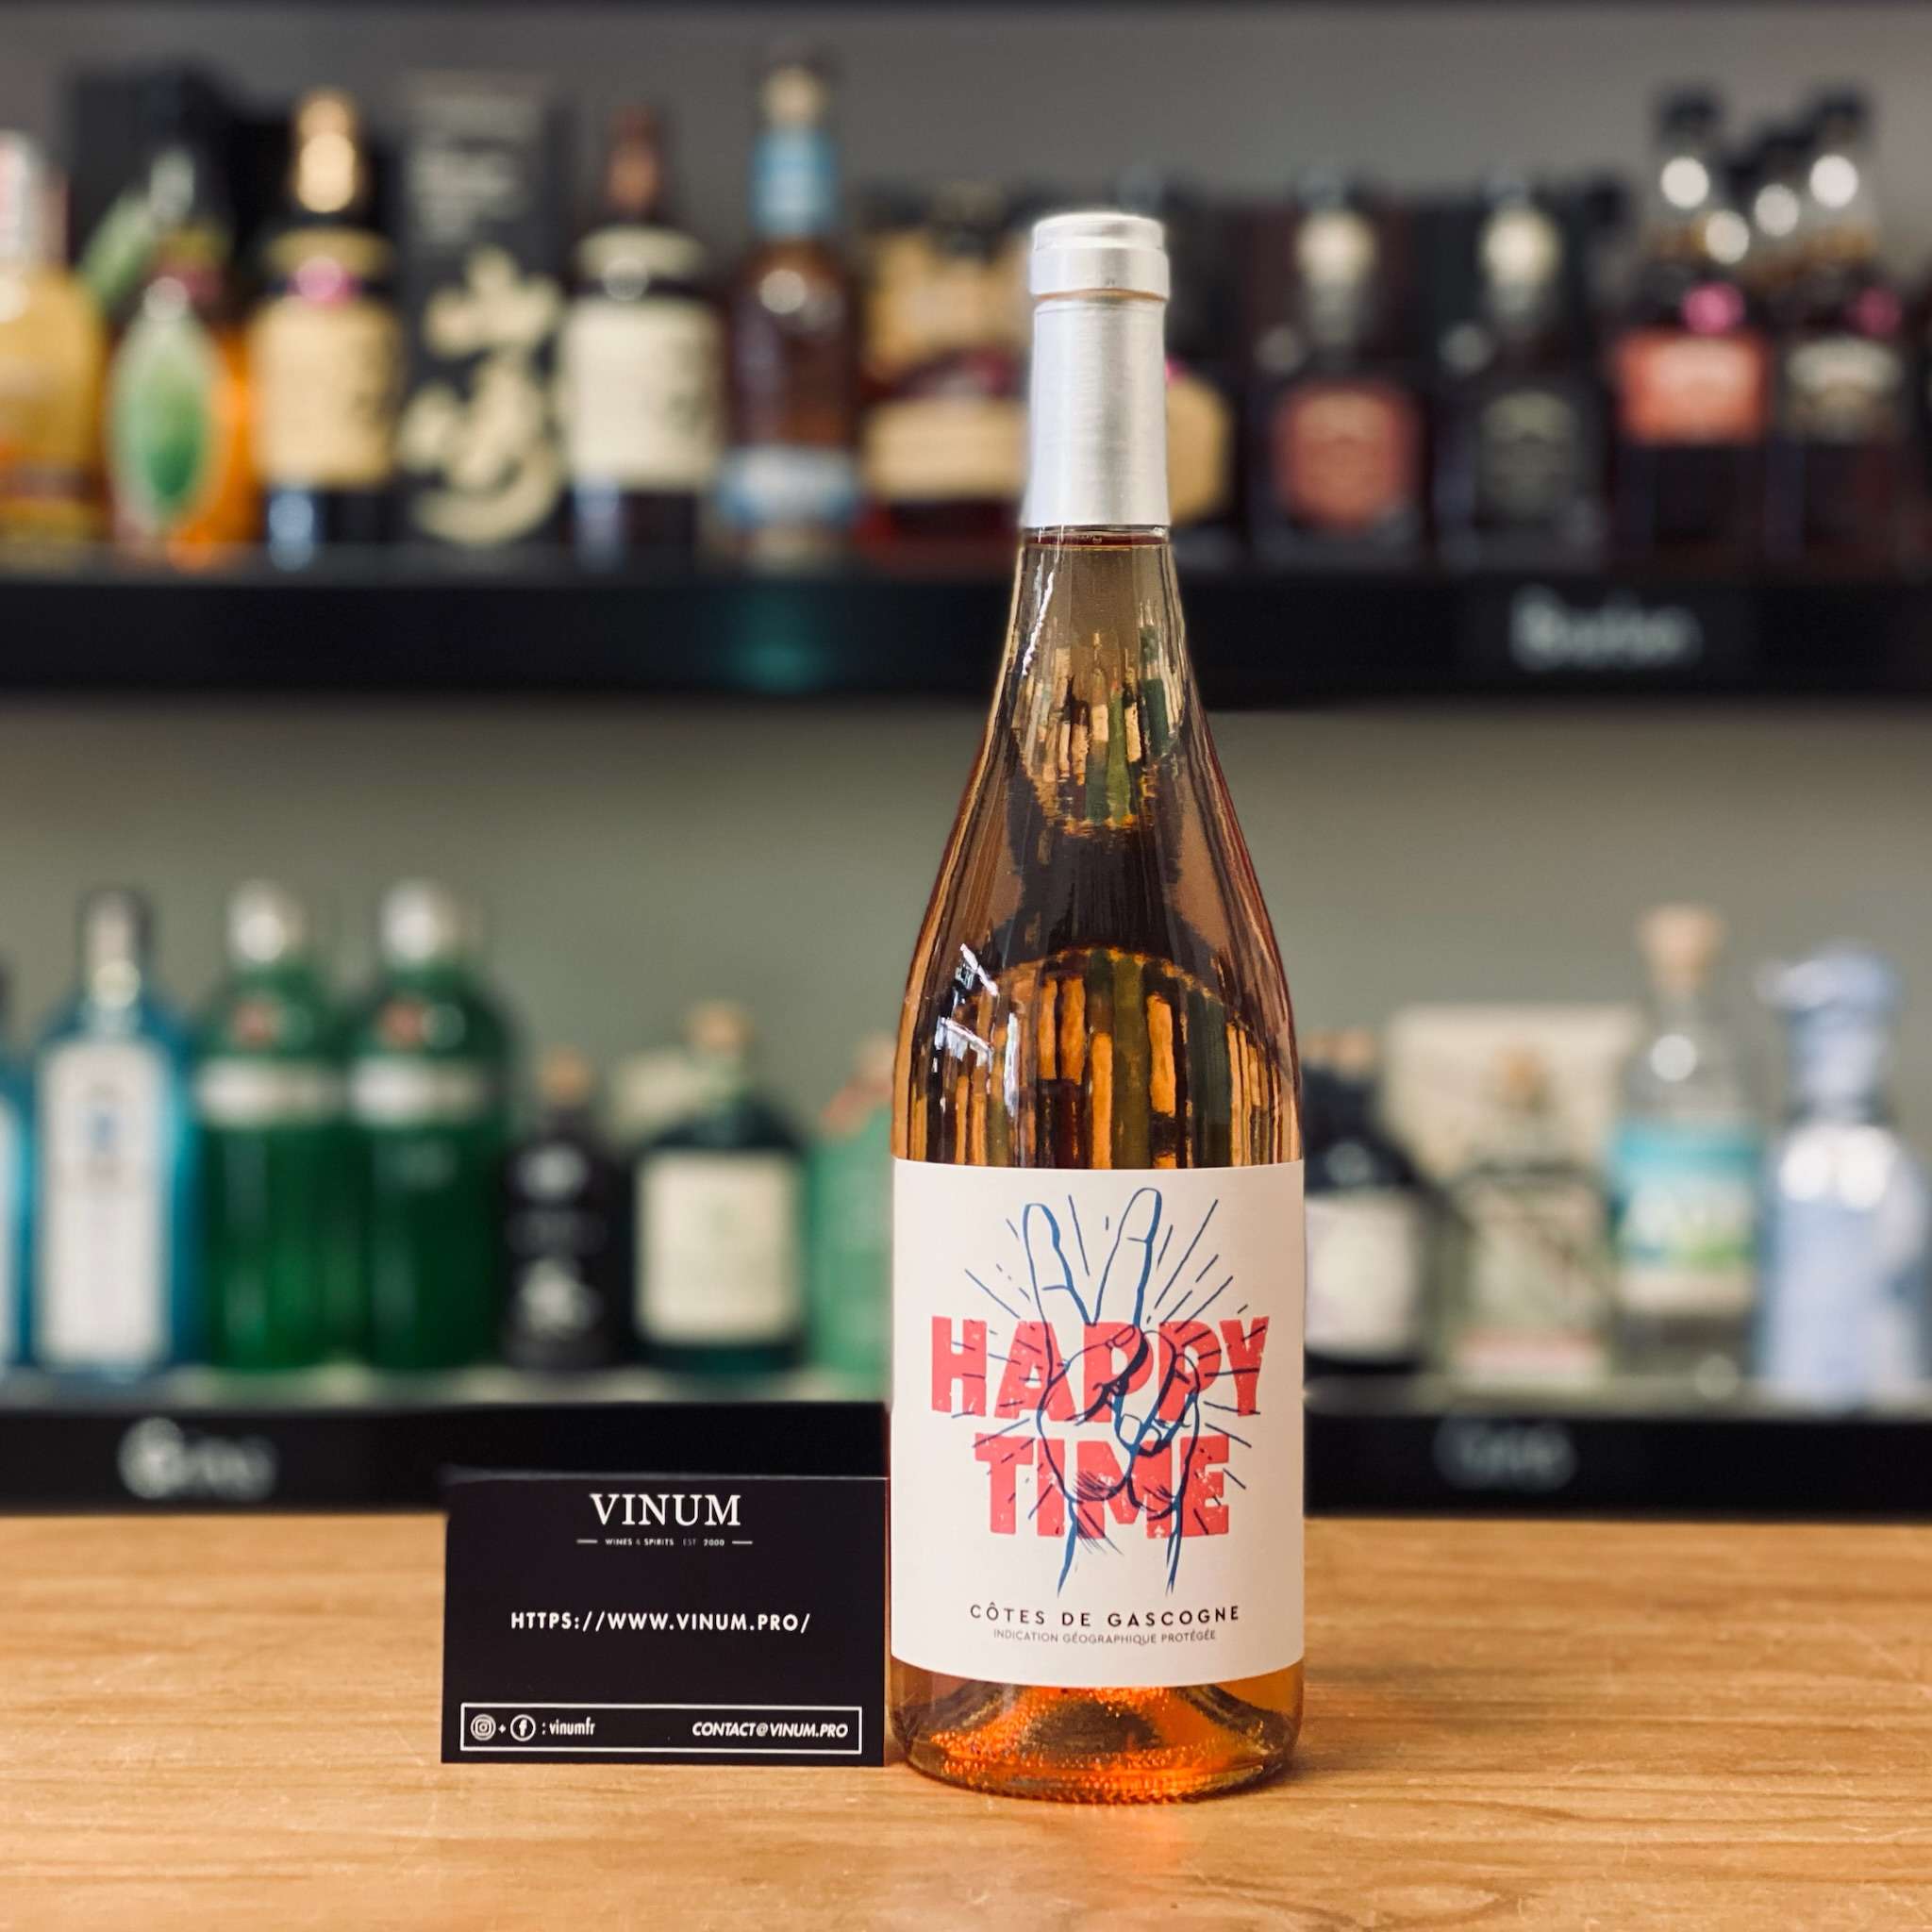 HAPPY
TIME
CÔTES DE GASCOGNE
INDICATION GÉOGRAPHIQUE PROTÉGÉE
VINUM
WINES & SPIRITS EST 2000
HTTPS://WWW.VINUM.PRO/
+ : vinumfr CONTACT@VINUM.PRO